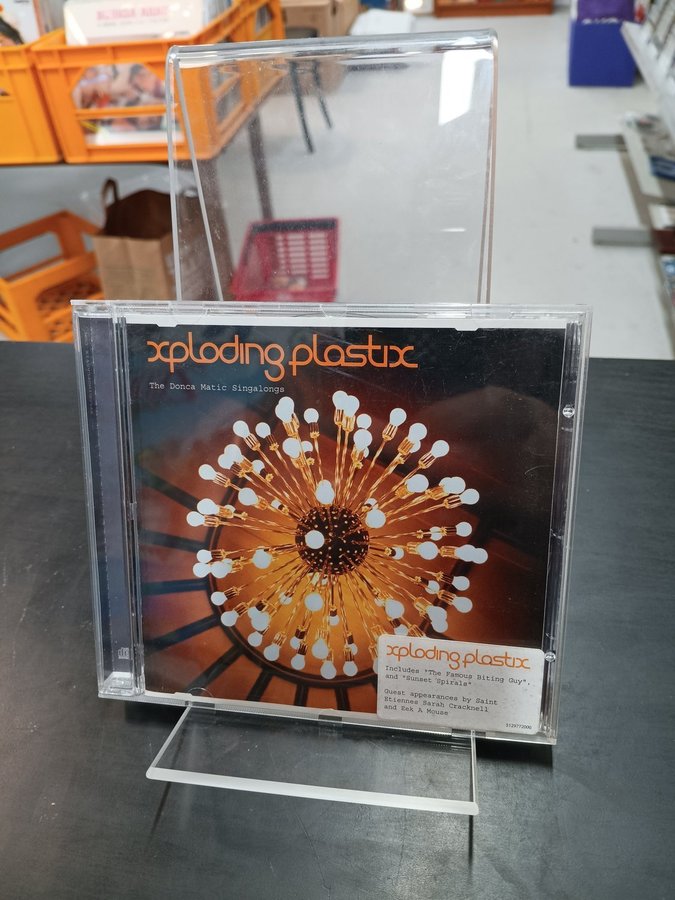 xploding plastix
The Donca Matic Singalongs
xploding plastix
Includes "The Famous Biting Guy",
and "Sunset Spirals"
Guest appearances by Saint
Etiennes Sarah Cracknell
and Eek A Mouse